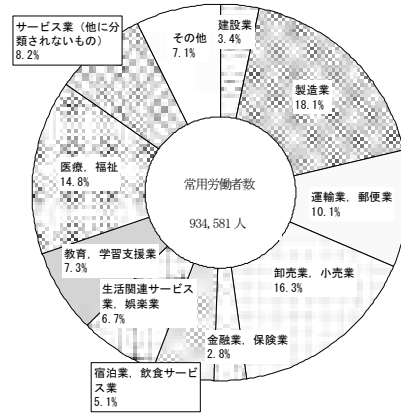 建設業
3.4%
製造業
18.1%
運輸業，郵便業
10.1%
卸売業，小売業
16.3%
金融業，保険業
2.8%
宿泊業，飲食サービ
ス業
5.1%
生活関連サービス
業，娯楽業
6.7%
教育，学習支援業
7.3%
医療，福祉
14.8%
サービス業（他に分
類されないもの）
8.2%
その他
7.1%
常用労働者数
934,581 人